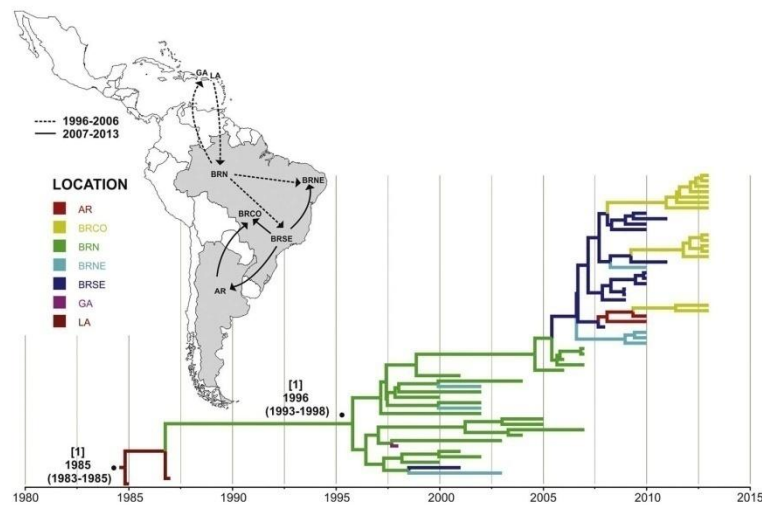 GA LA
1996-2006
2007-2013
BRN
BRNE
BRCO
BRSE
AR
LOCATION
AR
BRCO
BRN
BRNE
BRSE
GA
LA
[1]
1996
(1993-1998)
[1]
1985
(1983-1985)
1980 1985 1990 1995 2000 2005 2010 2015